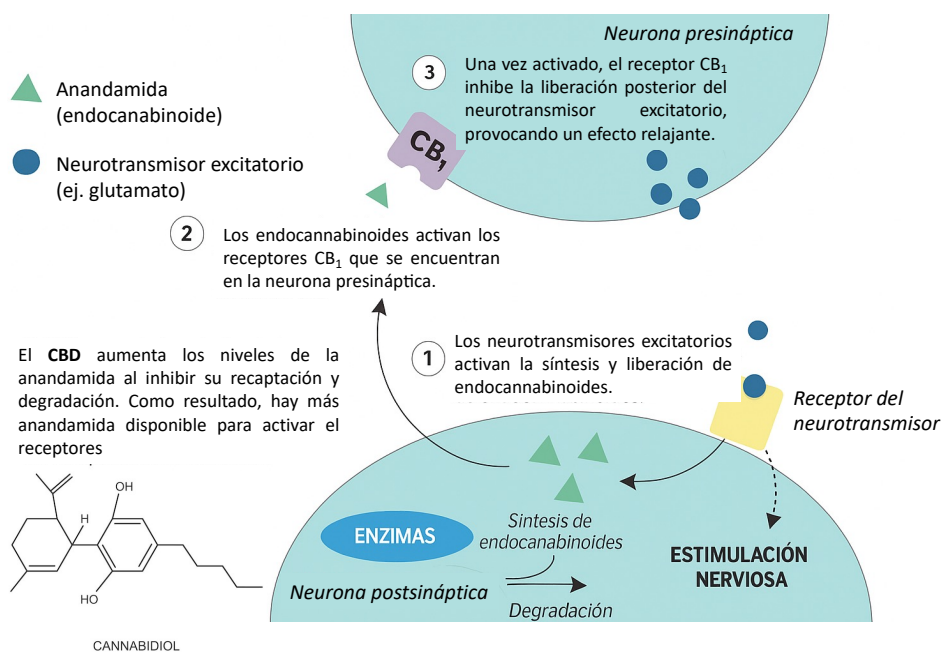 Neurona presináptica
3
Una vez activado, el receptor CB₁
inhibe la liberación posterior del
neurotransmisor excitatorio,
provocando un efecto relajante.
Anandamida
(endocanabinoide)
CB₁
Neurotransmisor excitatorio
(ej. glutamato)
2
Los endocannabinoides activan los
receptores CB₁ que se encuentran
en la neurona presináptica.
1
Los neurotransmisores excitatorios
activan la síntesis y liberación de
endocannabinoides.
El CBD aumenta los niveles de la
anandamida al inhibir su recaptación y
degradación. Como resultado, hay más
anandamida disponible para activar el
receptores
Receptor del
neurotransmisor
OH
H
HO
CANNABIDIOL
ENZIMAS
Sintesis de
endocanabinoides
Neurona postsináptica
Degradación
ESTIMULACIÓN
NERVIOSA